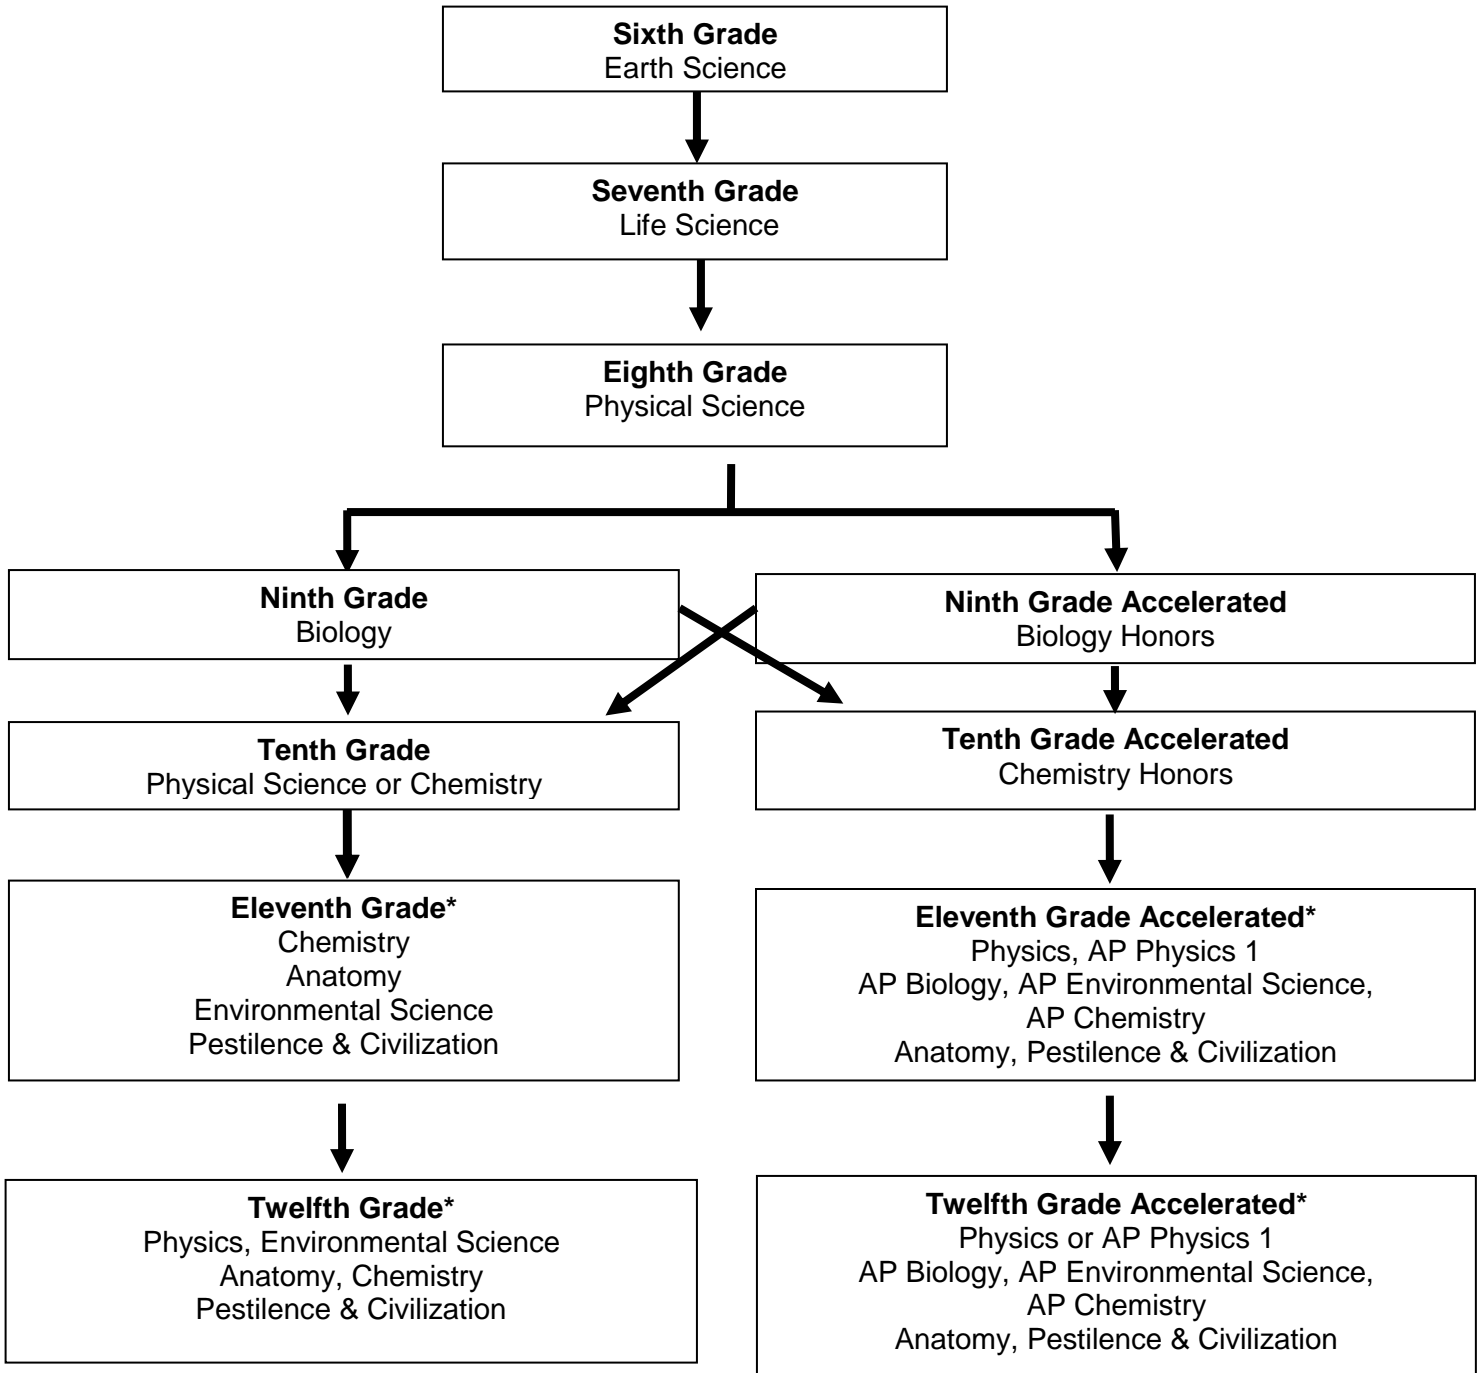 Sixth Grade
Earth Science
Seventh Grade
Life Science
Eighth Grade
Physical Science
Ninth Grade
Biology
Ninth Grade Accelerated
Biology Honors
Tenth Grade
Physical Science or Chemistry
Tenth Grade Accelerated
Chemistry Honors
Eleventh Grade*
Chemistry
Anatomy
Environmental Science
Pestilence & Civilization
Eleventh Grade Accelerated*
Physics, AP Physics 1
AP Biology, AP Environmental Science,
AP Chemistry
Anatomy, Pestilence & Civilization
Twelfth Grade*
Physics, Environmental Science
Anatomy, Chemistry
Pestilence & Civilization
Twelfth Grade Accelerated*
Physics or AP Physics 1
AP Biology, AP Environmental Science,
AP Chemistry
Anatomy, Pestilence & Civilization